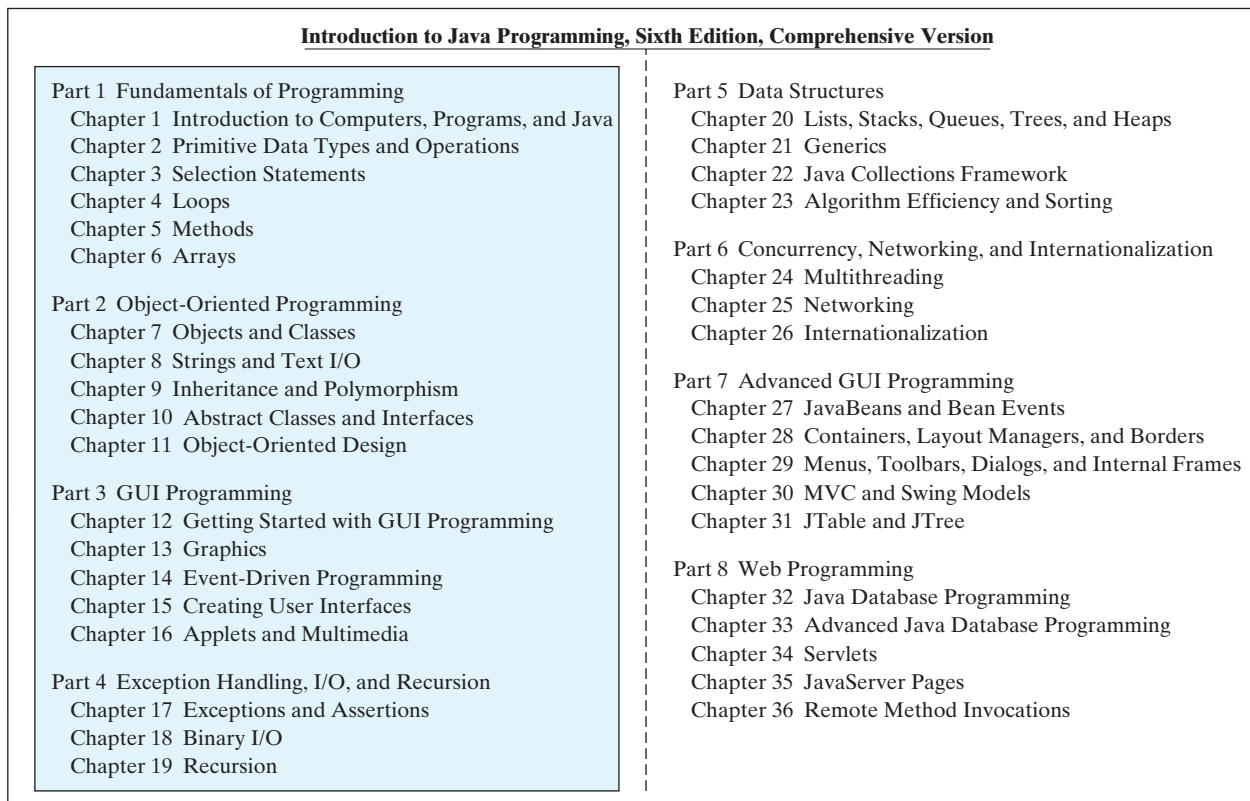 Introduction to Java Programming, Sixth Edition, Comprehensive Version
Part 1 Fundamentals of Programming
Chapter 1 Introduction to Computers, Programs, and Java
Chapter 2 Primitive Data Types and Operations
Chapter 3 Selection Statements
Chapter 4 Loops
Chapter 5 Methods
Chapter 6 Arrays
Part 2 Object-Oriented Programming
Chapter 7 Objects and Classes
Chapter 8 Strings and Text I/O
Chapter 9 Inheritance and Polymorphism
Chapter 10 Abstract Classes and Interfaces
Chapter 11 Object-Oriented Design
Part 3 GUI Programming
Chapter 12 Getting Started with GUI Programming
Chapter 13 Graphics
Chapter 14 Event-Driven Programming
Chapter 15 Creating User Interfaces
Chapter 16 Applets and Multimedia
Part 4 Exception Handling, I/O, and Recursion
Chapter 17 Exceptions and Assertions
Chapter 18 Binary I/O
Chapter 19 Recursion
Part 5 Data Structures
Chapter 20 Lists, Stacks, Queues, Trees, and Heaps
Chapter 21 Generics
Chapter 22 Java Collections Framework
Chapter 23 Algorithm Efficiency and Sorting
Part 6 Concurrency, Networking, and Internationalization
Chapter 24 Multithreading
Chapter 25 Networking
Chapter 26 Internationalization
Part 7 Advanced GUI Programming
Chapter 27 JavaBeans and Bean Events
Chapter 28 Containers, Layout Managers, and Borders
Chapter 29 Menus, Toolbars, Dialogs, and Internal Frames
Chapter 30 MVC and Swing Models
Chapter 31 JTable and JTree
Part 8 Web Programming
Chapter 32 Java Database Programming
Chapter 33 Advanced Java Database Programming
Chapter 34 Servlets
Chapter 35 JavaServer Pages
Chapter 36 Remote Method Invocations